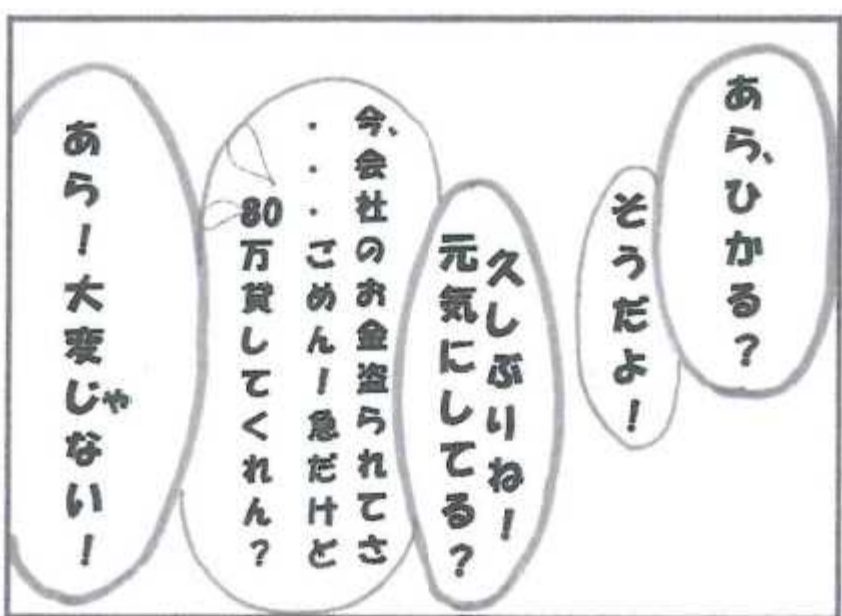 あら、ひかる?
そうだよ!
久しぶりね!
元気にしてる?
今、会社のお金盗られてさ
・・・ごめん!急だけど
80万貸してくれん?
あら!大変じゃない!